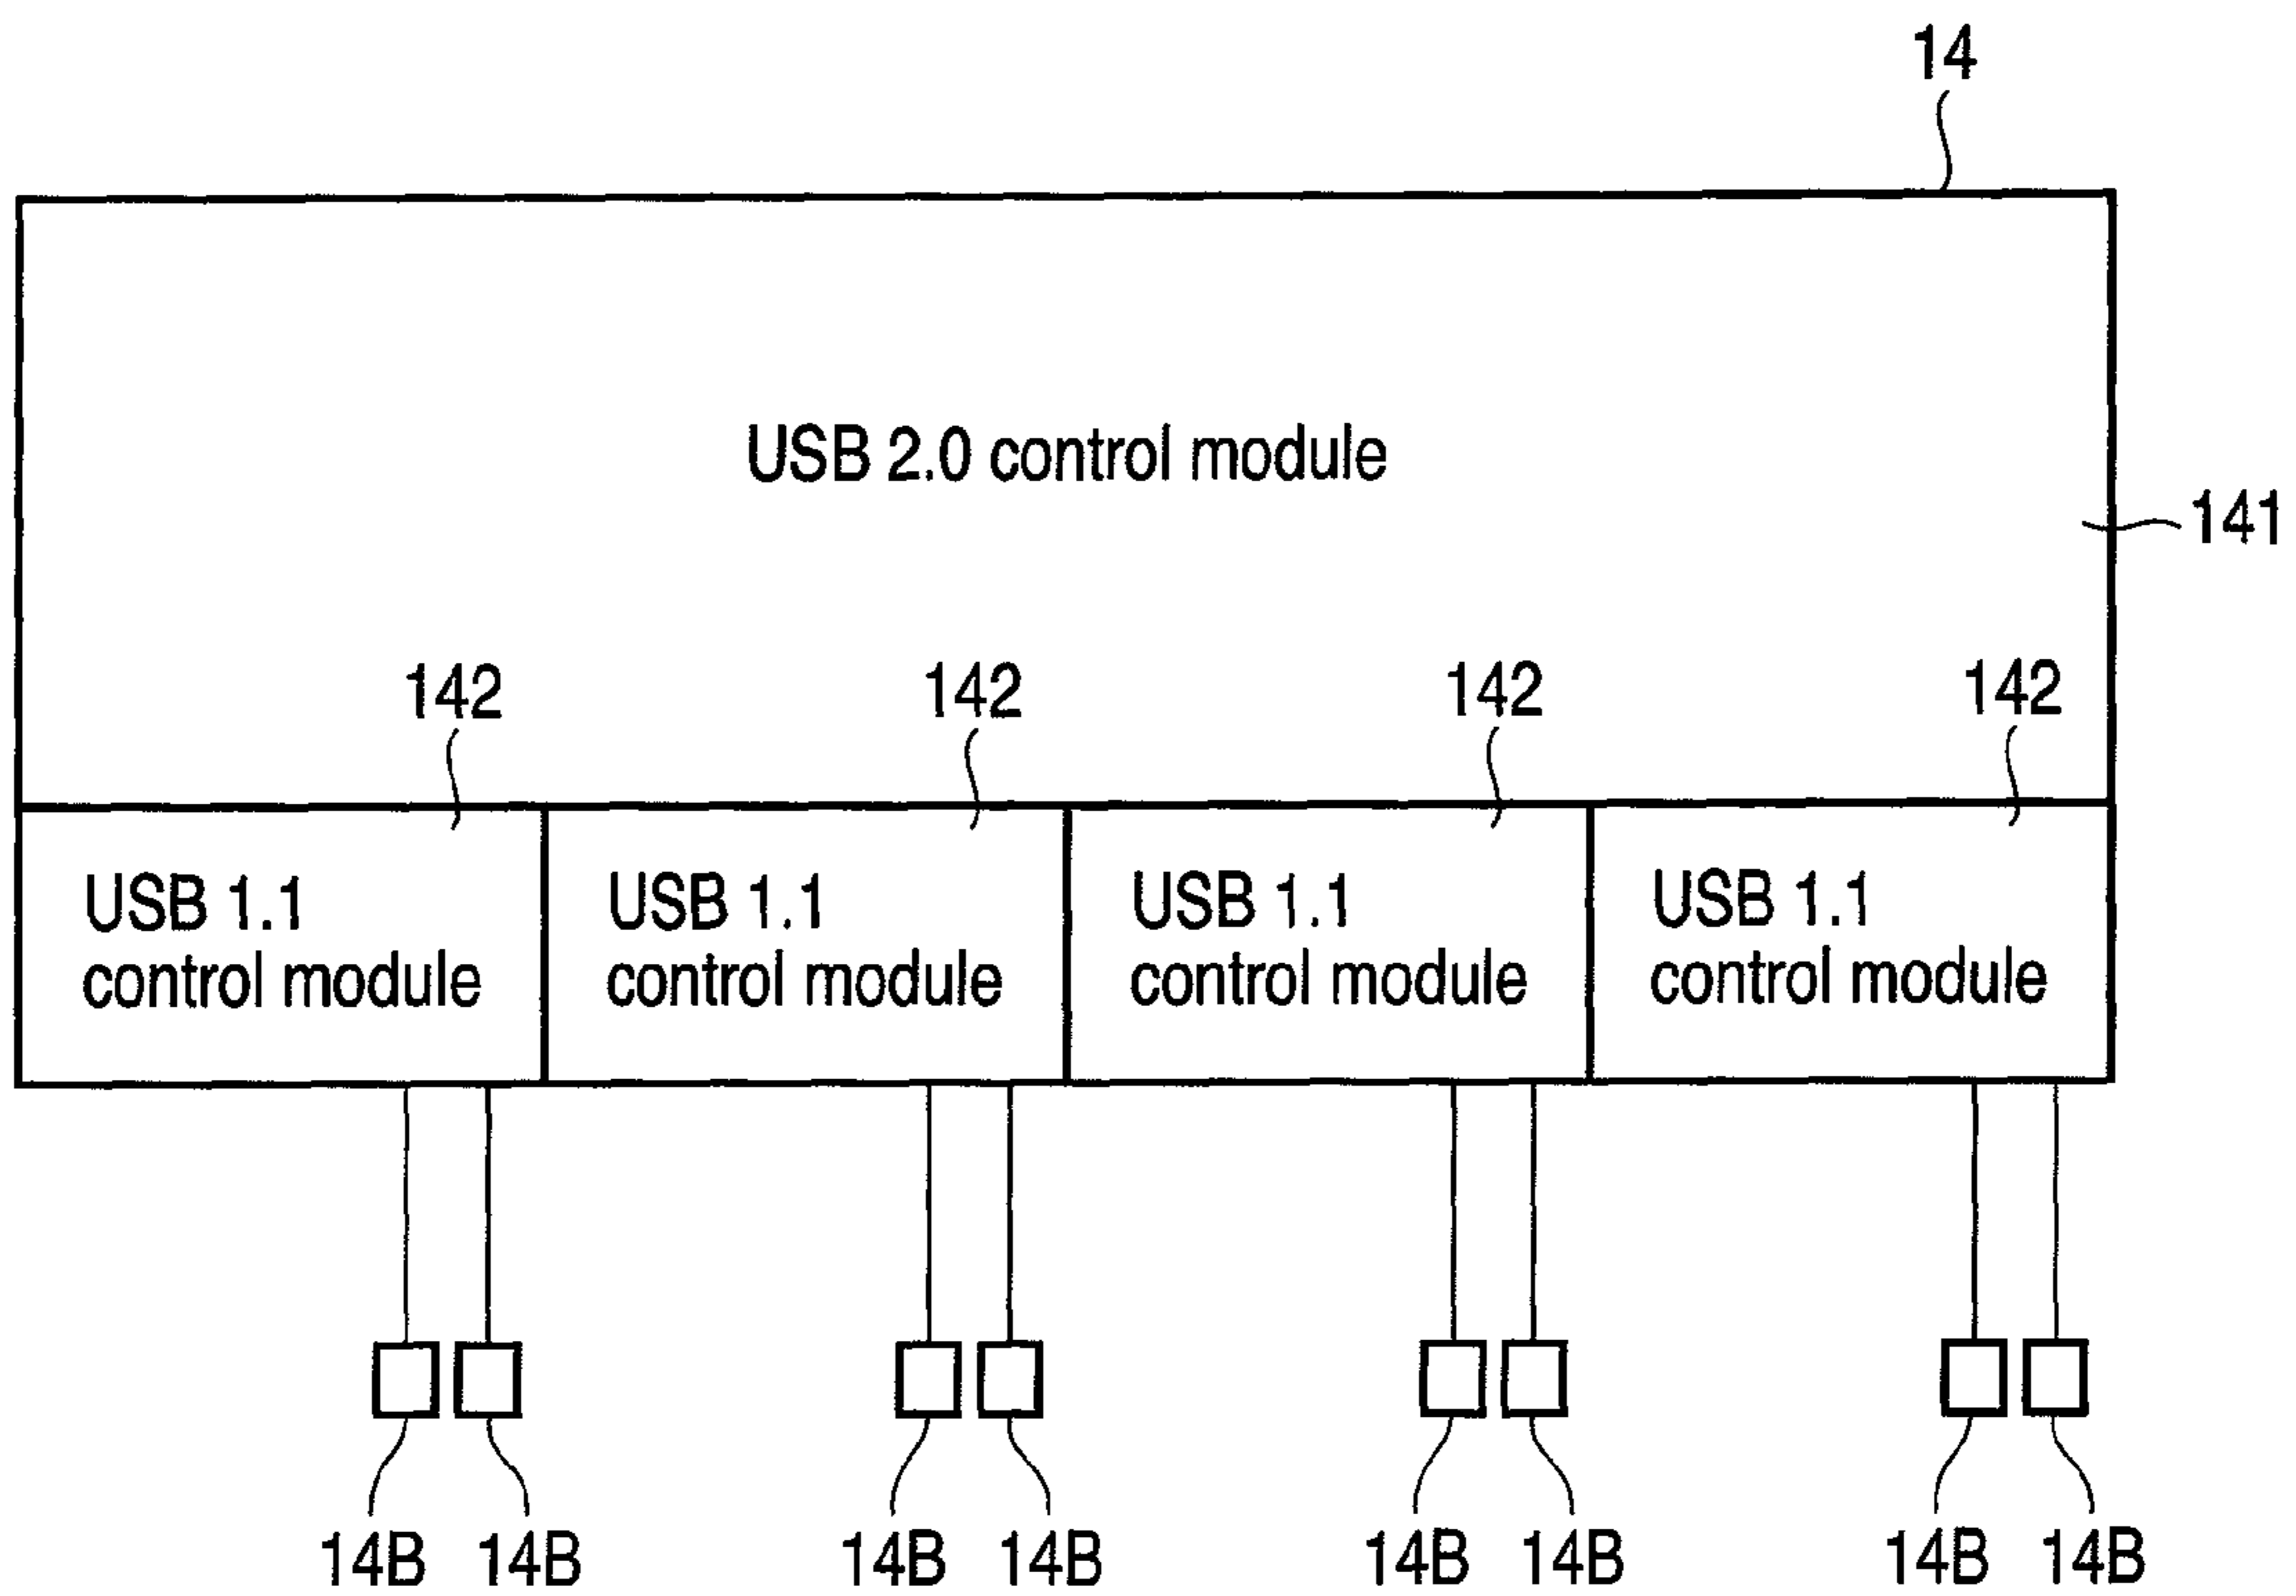 14
USB 2.0 control module
141
142 142 142 142
USB 1.1 USB 1.1 USB 1.1 USB 1.1
control module control module control module control module
14B 14B 14B 14B 14B 14B 14B 14B